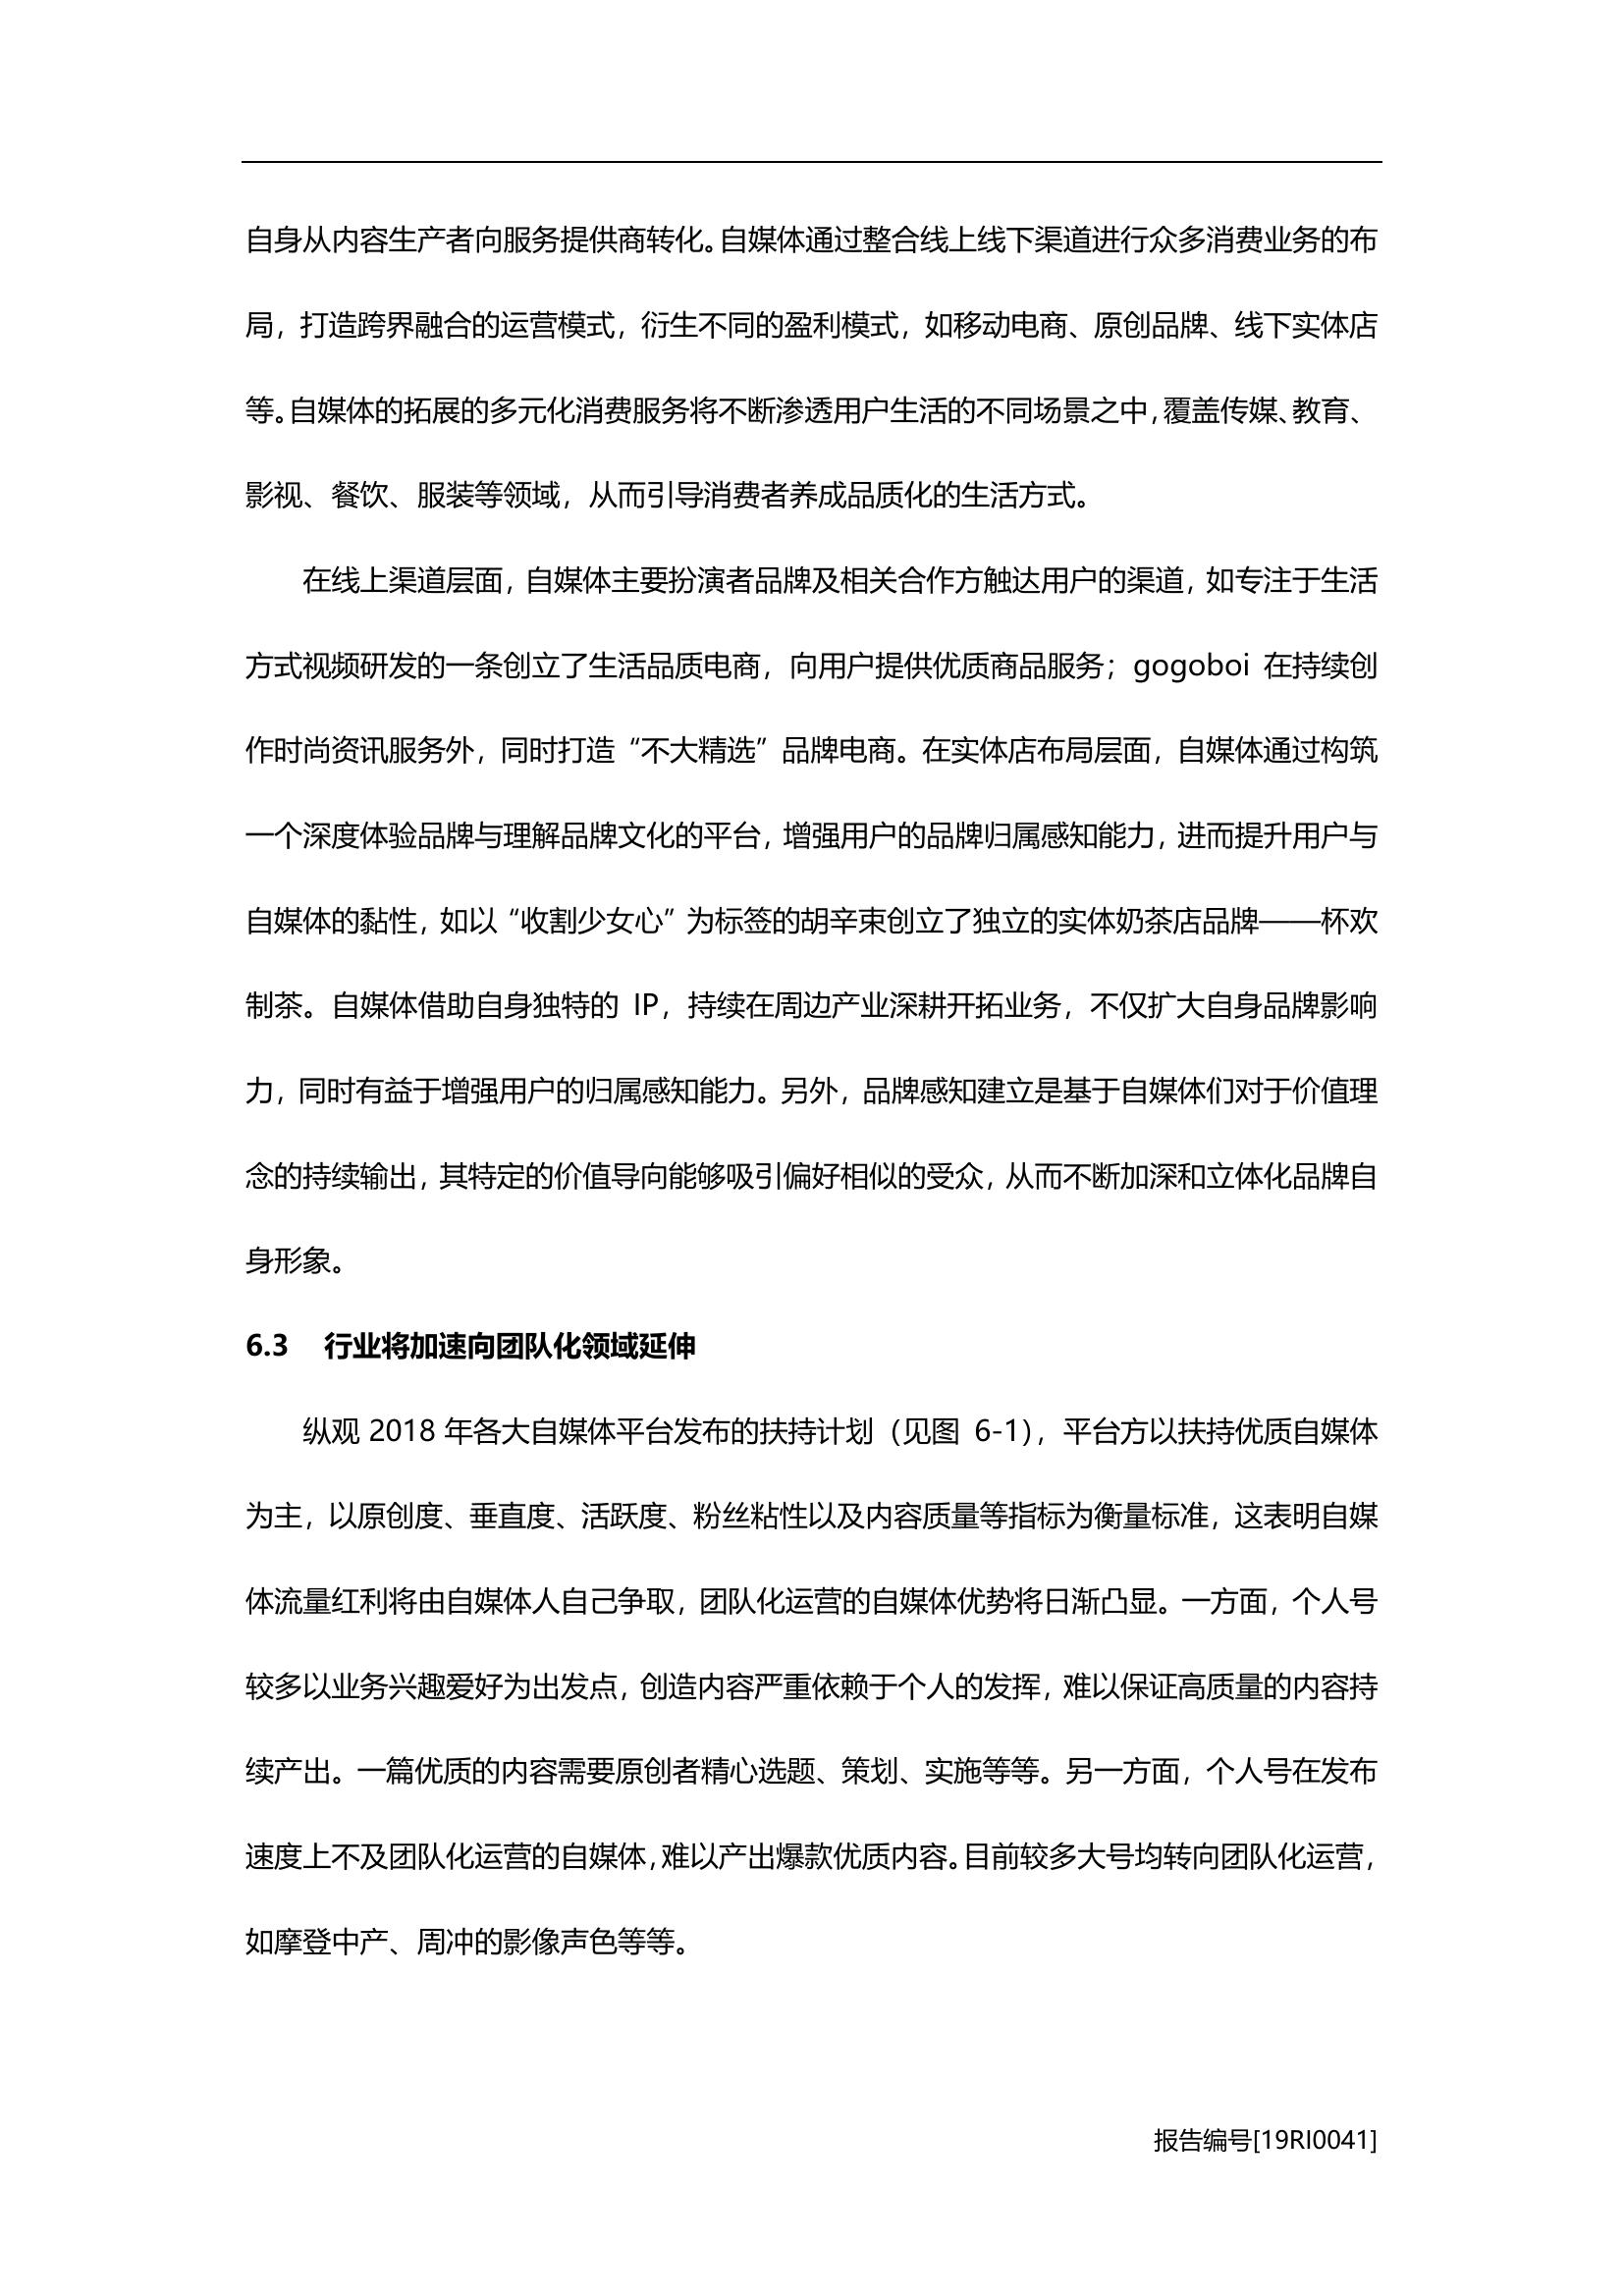 自身从内容生产者向服务提供商转化。自媒体通过整合线上线下渠道进行众多消费业务的布
局，打造跨界融合的运营模式，衍生不同的盈利模式，如移动电商、原创品牌、线下实体店
等。自媒体的拓展的多元化消费服务将不断渗透用户生活的不同场景之中，覆盖传媒、教育、
影视、餐饮、服装等领域，从而引导消费者养成品质化的生活方式。
在线上渠道层面，自媒体主要扮演者品牌及相关合作方触达用户的渠道，如专注于生活
方式视频研发的一条创立了生活品质电商，向用户提供优质商品服务；gogoboi 在持续创
作时尚资讯服务外，同时打造“不大精选”品牌电商。在实体店布局层面，自媒体通过构筑
一个深度体验品牌与理解品牌文化的平台，增强用户的品牌归属感知能力，进而提升用户与
自媒体的黏性，如以“收割少女心”为标签的胡辛束创立了独立的实体奶茶店品牌——杯欢
制茶。自媒体借助自身独特的 IP，持续在周边产业深耕开拓业务，不仅扩大自身品牌影响
力，同时有益于增强用户的归属感知能力。另外，品牌感知建立是基于自媒体们对于价值理
念的持续输出，其特定的价值导向能够吸引偏好相似的受众，从而不断加深和立体化品牌自
身形象。
6.3 行业将加速向团队化领域延伸
纵观 2018 年各大自媒体平台发布的扶持计划（见图 6-1），平台方以扶持优质自媒体
为主，以原创度、垂直度、活跃度、粉丝粘性以及内容质量等指标为衡量标准，这表明自媒
体流量红利将由自媒体人自己争取，团队化运营的自媒体优势将日渐凸显。一方面，个人号
较多以业务兴趣爱好为出发点，创造内容严重依赖于个人的发挥，难以保证高质量的内容持
续产出。一篇优质的内容需要原创者精心选题、策划、实施等等。另一方面，个人号在发布
速度上不及团队化运营的自媒体，难以产出爆款优质内容。目前较多大号均转向团队化运营，
如摩登中产、周冲的影像声色等等。
报告编号[19RI0041]